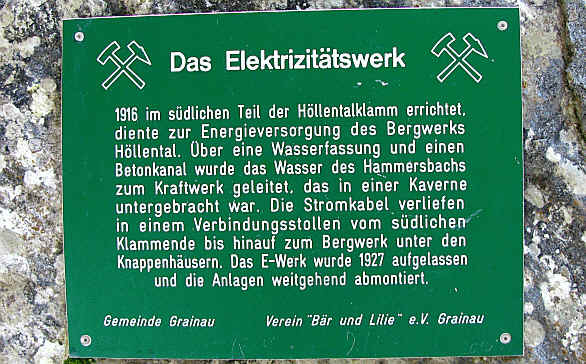 Das Elektrizitätswerk
1916 im südlichen Teil der Höllentalklamm errichtet,
diente zur Energieversorgung des Bergwerks
Höllental. Über eine Wasserfassung und einen
Betonkanal wurde das Wasser des Hammersbachs
zum Kraftwerk geleitet, das in einer Kaverne
untergebracht war. Die Stromkabel verliefen
in einem Verbindungsstollen vom südlichen
Klammende bis hinauf zum Bergwerk unter den
Knappenhäusern. Das E-Werk wurde 1927 aufgelassen
und die Anlagen weitgehend abmontiert.
Gemeinde Grainau Verein "Bär und Lilie" e.V. Grainau